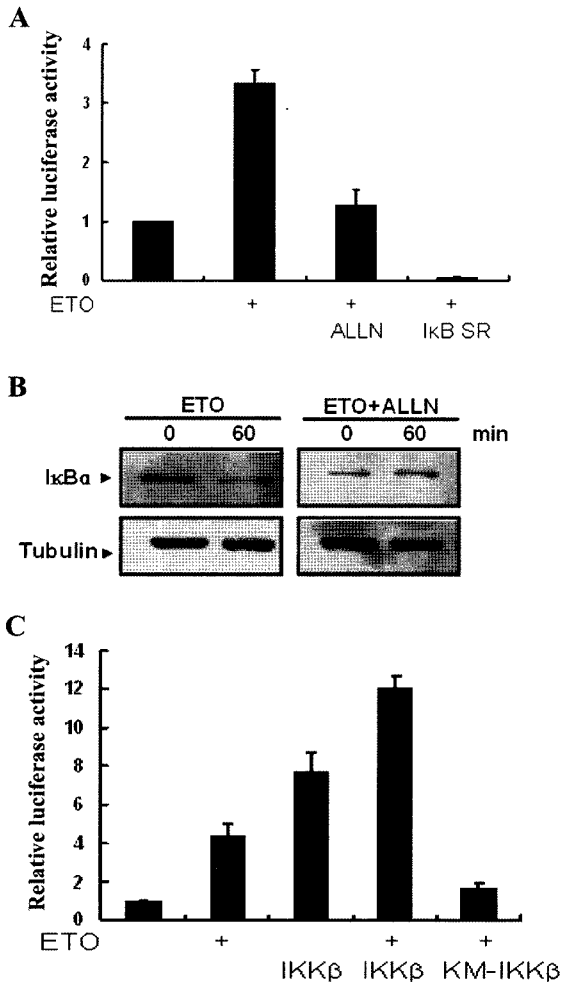 A
Relative luciferase activity
4
3
2
1
0
ETO + + +
ALLN IκB SR
B
ETO ETO+ALLN
0 60 0 60 min
IκBα
Tubulin
C
Relative luciferase activity
14
12
10
8
6
4
2
0
ETO + + +
IKKβ IKKβ KM-IKKβ